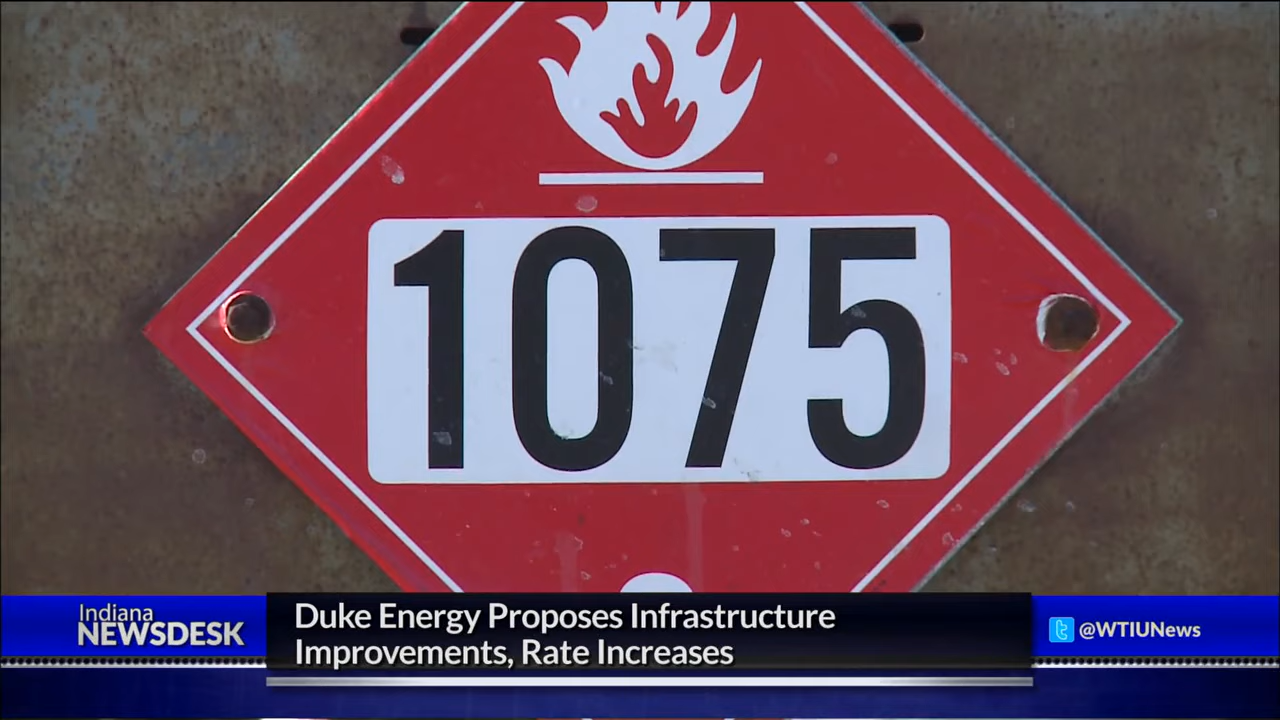 1075
Indiana
NEWSDESK
Duke Energy Proposes Infrastructure
Improvements, Rate Increases
@WTIUNews